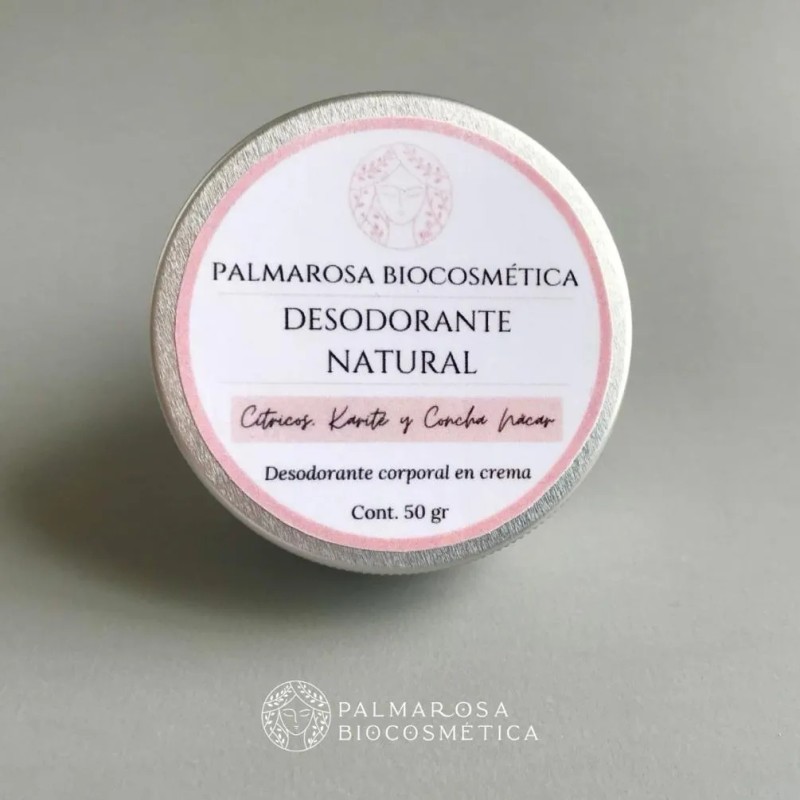 PALMAROSA BIOCOSMÉTICA
DESODORANTE
NATURAL
Cítricos, Karité y Concha Nácar
Desodorante corporal en crema
Cont. 50 gr
PALMAROSA
BIOCOSMÉTICA